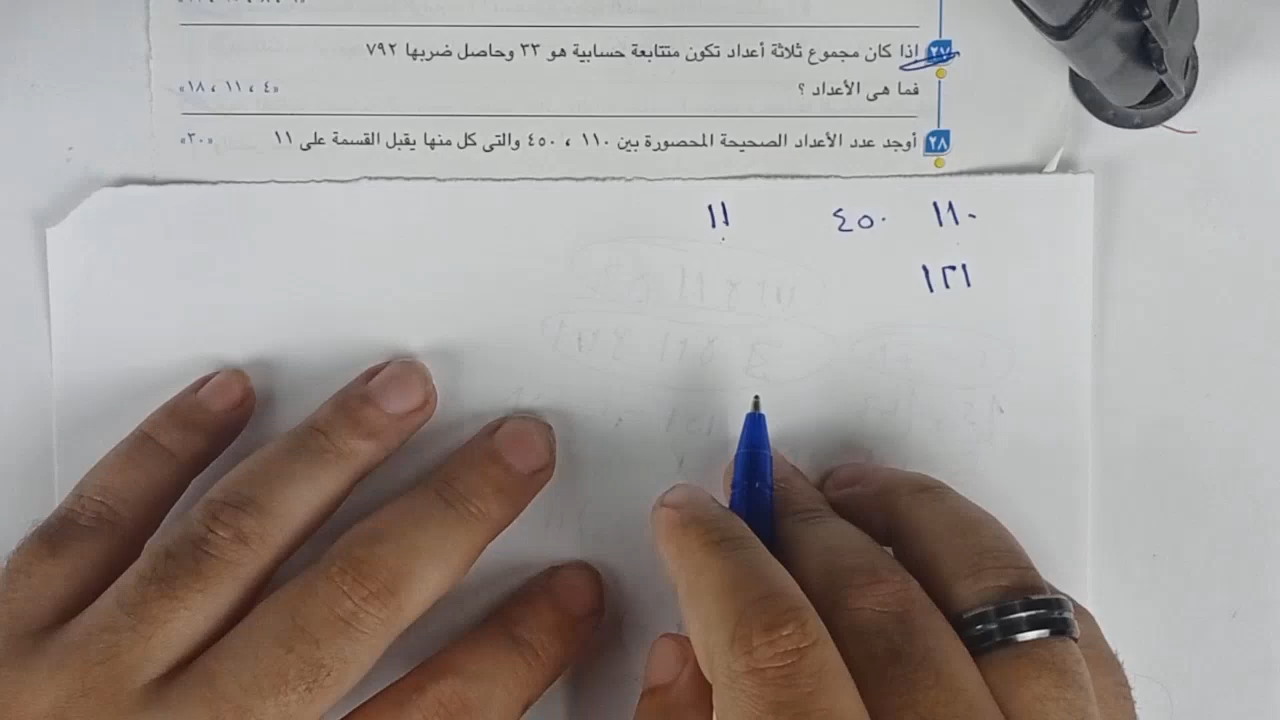 ٢٧ إذا كان مجموع ثلاثة أعداد تكون متتابعة حسابية هو ٣٣ وحاصل ضربها ٧٩٢
فما هى الأعداد ؟ «٤ ، ١١ ، ١٨»
٢٨ أوجد عدد الأعداد الصحيحة المحصورة بين ١١٠ ، ٤٥٠ والتى كل منها يقبل القسمة على ١١ «٣٠»
١١٠ ٤٥٠ ١١
١٢١